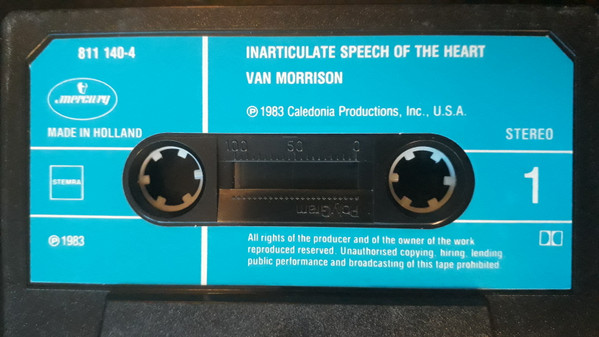 811 140-4
INARTICULATE SPEECH OF THE HEART
VAN MORRISON
mercury
℗ 1983 Caledonia Productions, Inc., U.S.A.
MADE IN HOLLAND
STEREO
100 50 0
STEMRA
1
PolyGram
℗ 1983
All rights of the producer and of the owner of the work
reproduced reserved. Unauthorised copying, hiring, lending
public performance and broadcasting of this tape prohibited.